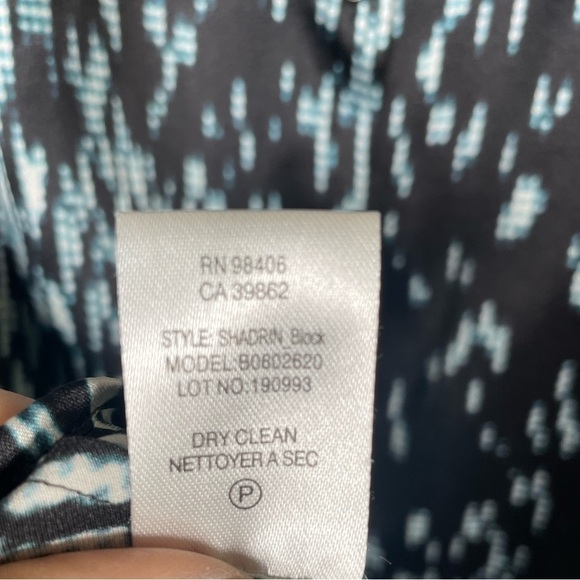 RN 98406
CA 39862
STYLE: SHADRIN_Block
MODEL:B0602620
LOT NO.:190993
DRY CLEAN
NETTOYER A SEC
P